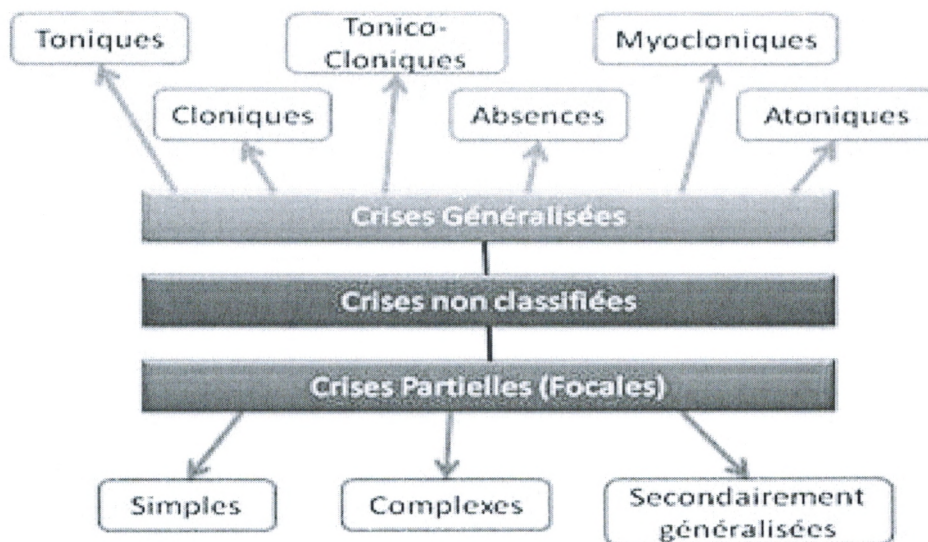 Toniques
Tonico-
Cloniques
Myocloniques
Cloniques
Absences
Atoniques
Crises Généralisées
Crises non classifiées
Crises Partielles (Focales)
Simples
Complexes
Secondairement
généralisées